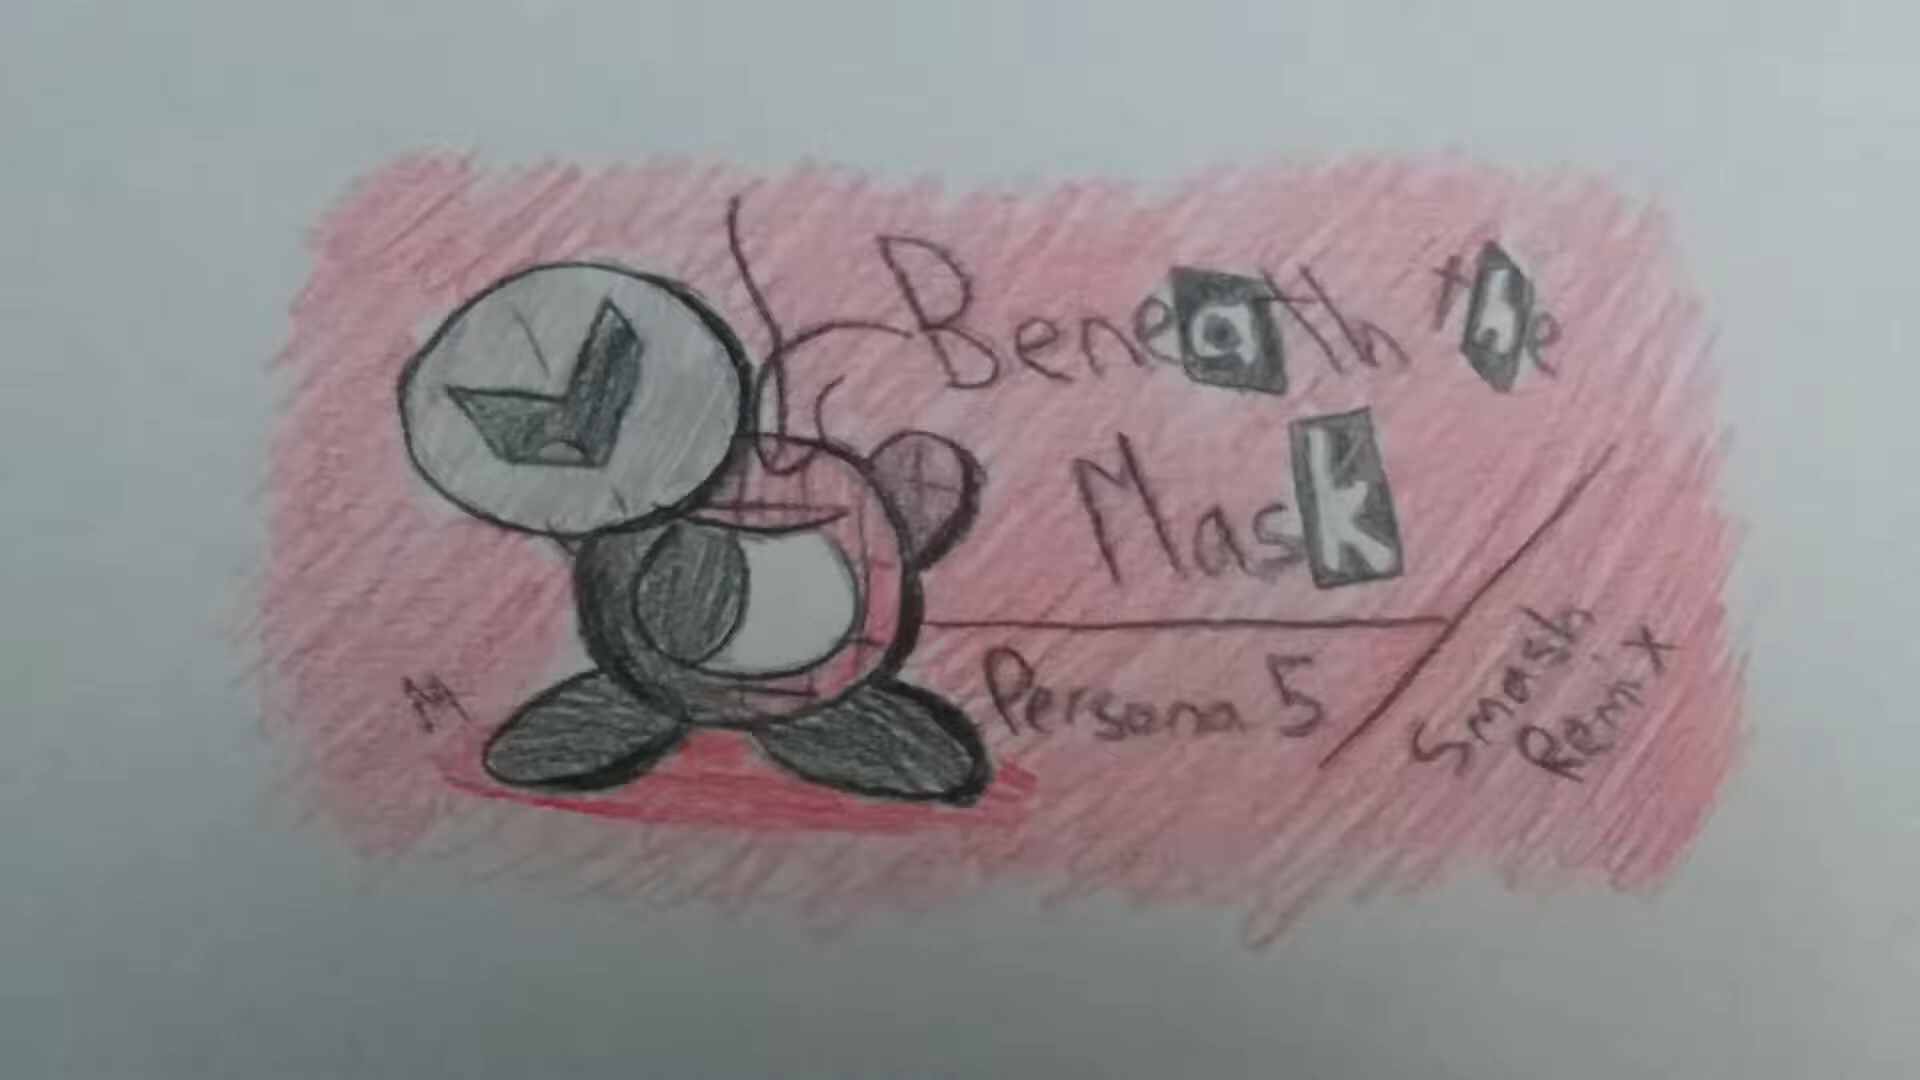 Beneath the
Mask
Persona 5
Smash
Remix
M